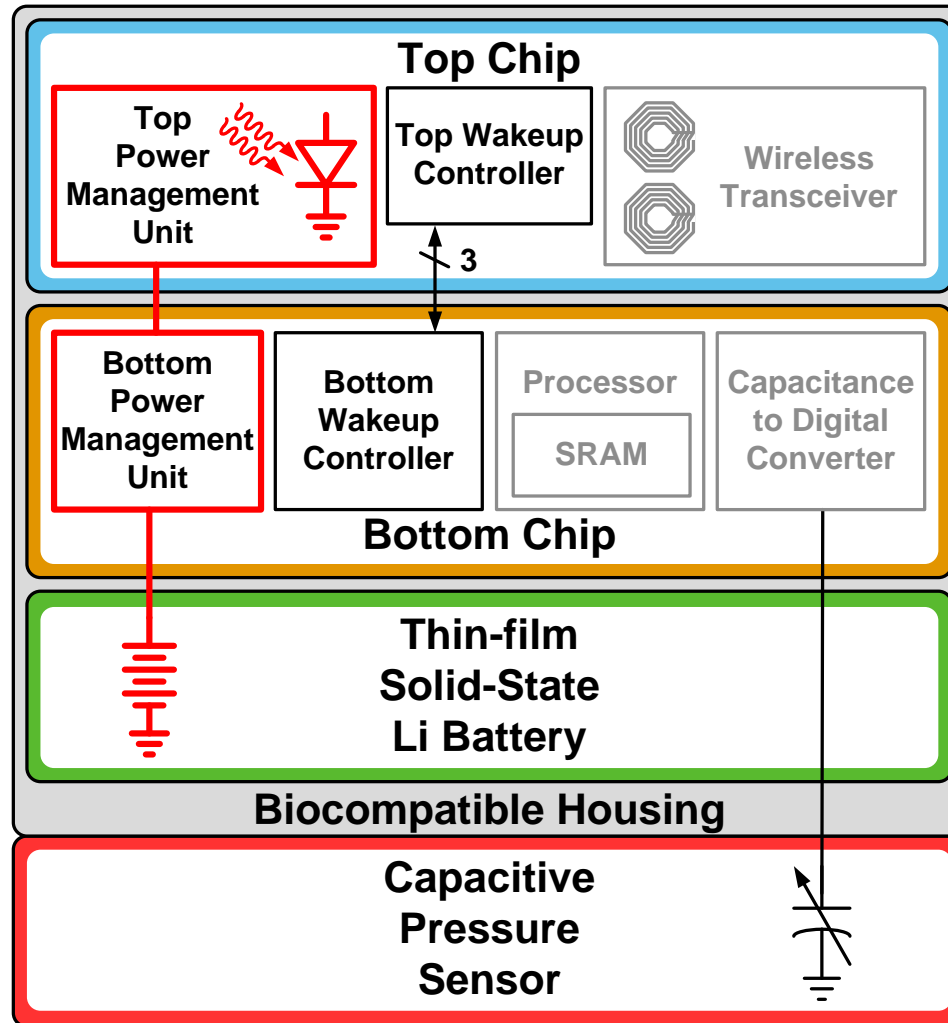 Top Chip
Top
Power
Management
Unit
Top Wakeup
Controller
Wireless
Transceiver
3
Bottom
Power
Management
Unit
Bottom
Wakeup
Controller
Processor
SRAM
Capacitance
to Digital
Converter
Bottom Chip
Thin-film
Solid-State
Li Battery
Biocompatible Housing
Capacitive
Pressure
Sensor